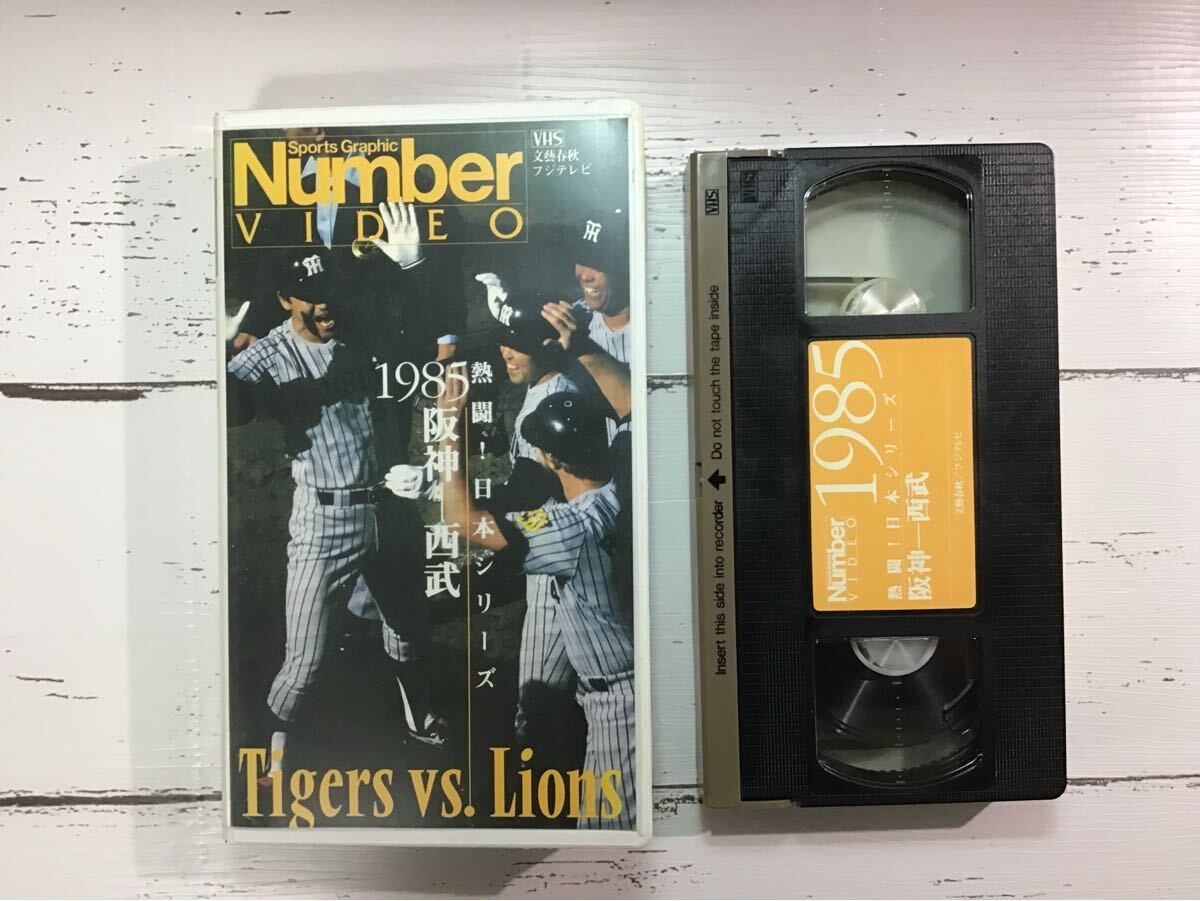 Sports Graphic
Number
VIDEO
VHS
文藝春秋
フジテレビ
1985
熱闘!日本シリーズ
阪神―西武
Tigers vs. Lions
VHS
VHS
Insert this side into recorder ▲ Do not touch the tape inside
Number
VIDEO
1985
熱闘!日本シリーズ
阪神―西武
文藝春秋/フジテレビ